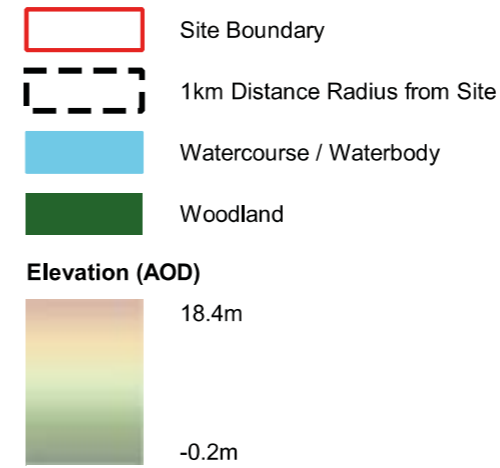 Site Boundary
1km Distance Radius from Site
Watercourse / Waterbody
Woodland
Elevation (AOD)
18.4m
-0.2m